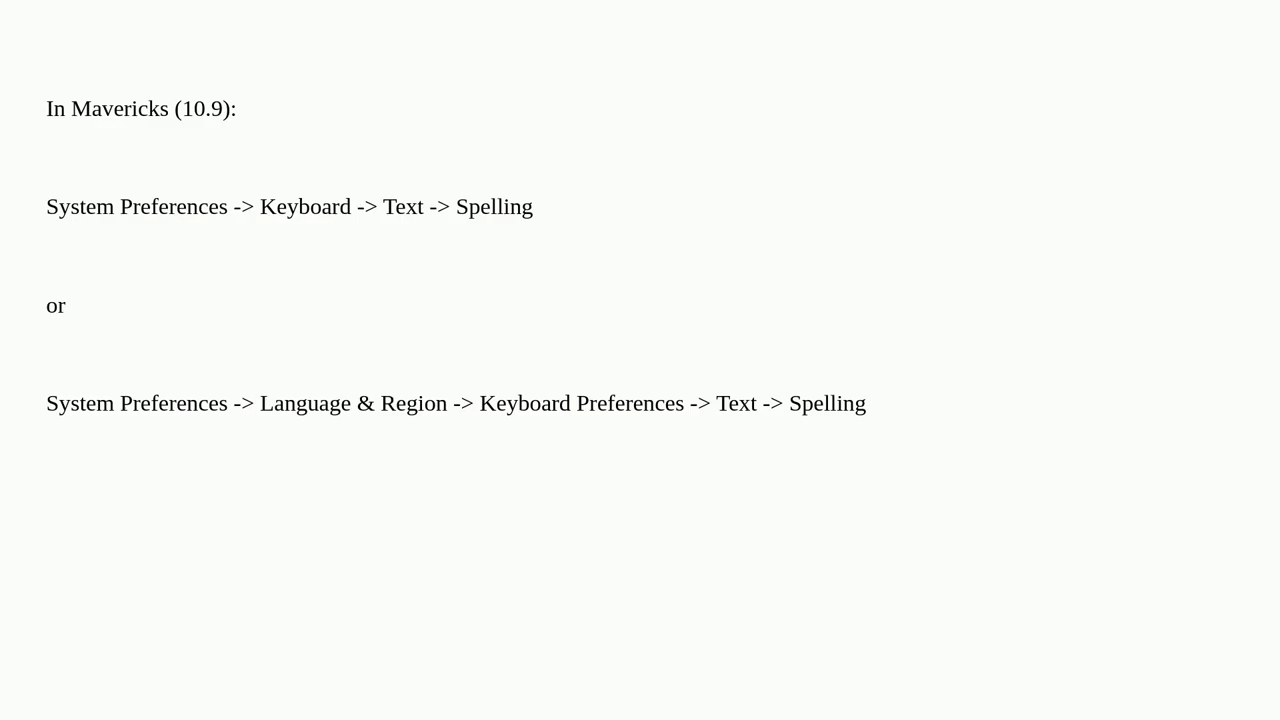 In Mavericks (10.9):
System Preferences -> Keyboard -> Text -> Spelling
or
System Preferences -> Language & Region -> Keyboard Preferences -> Text -> Spelling